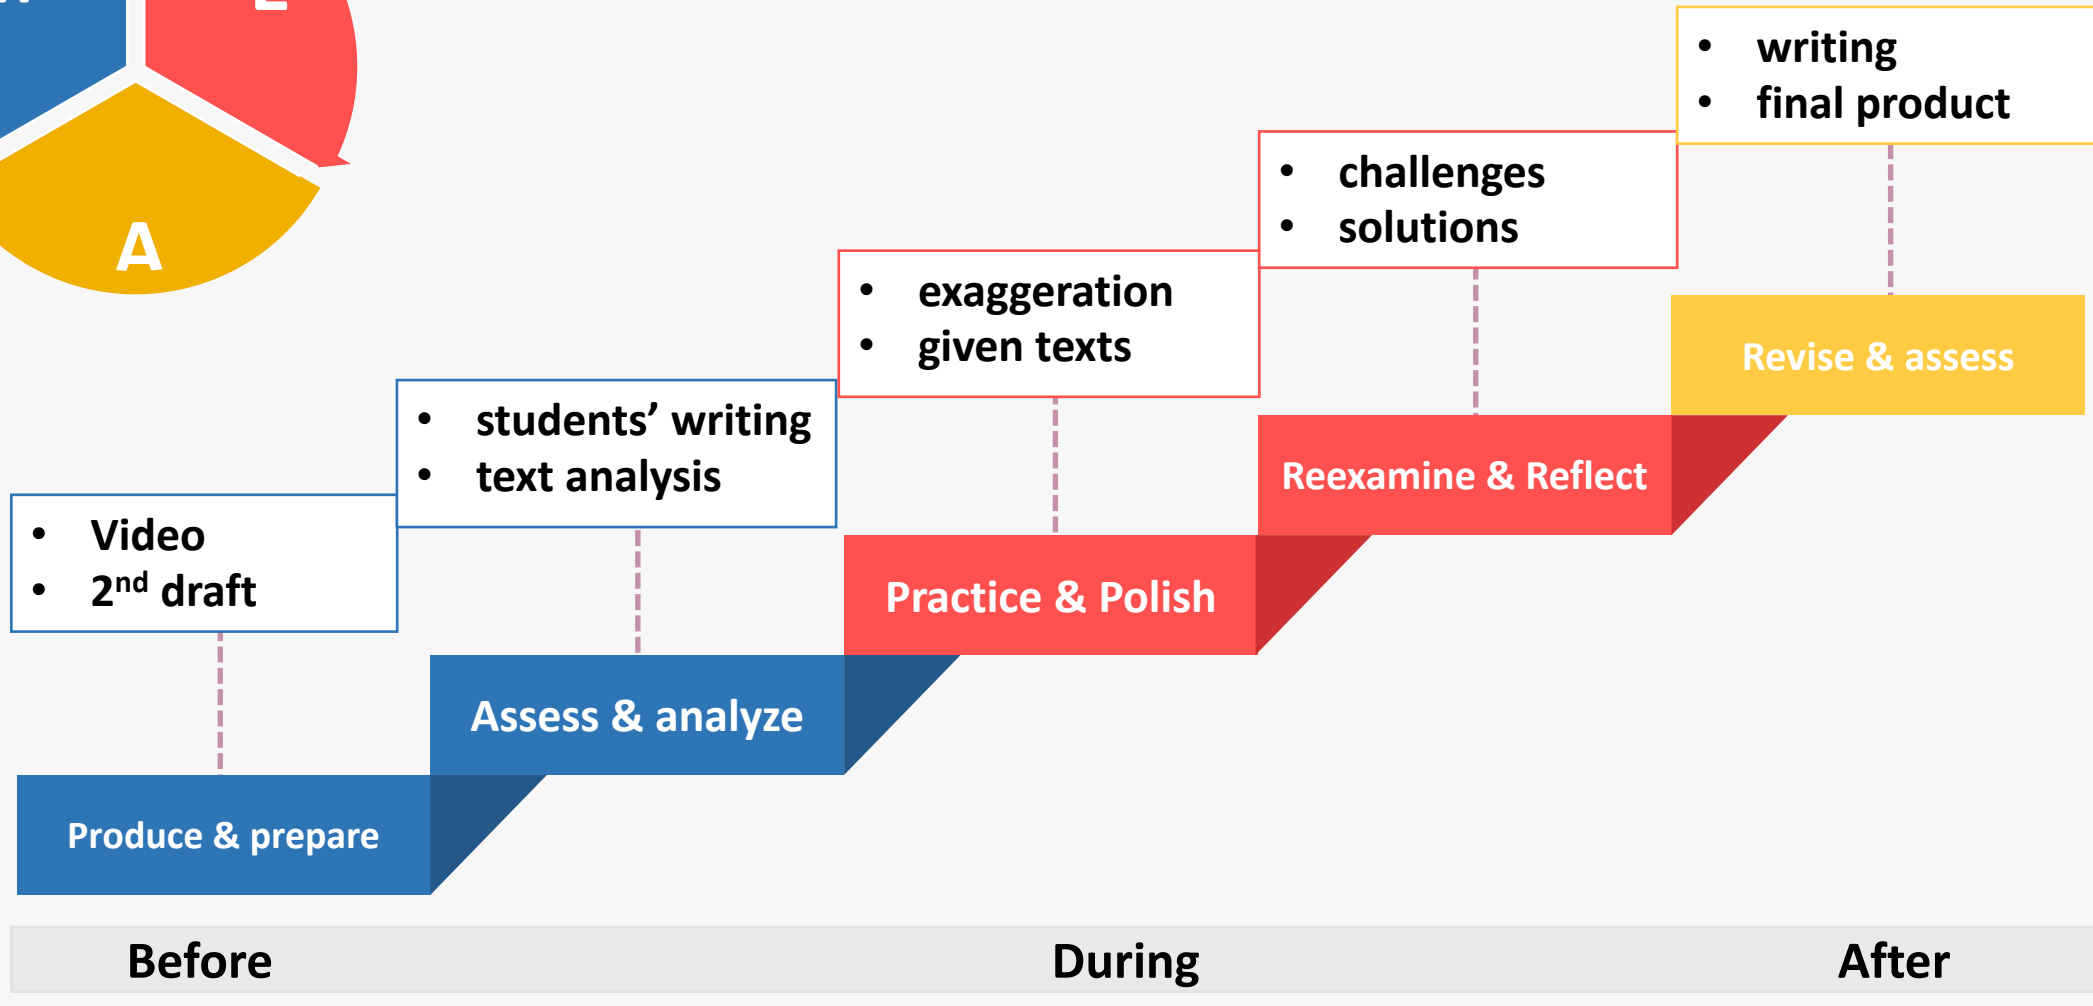 A
• writing
• final product
• challenges
• solutions
• exaggeration
• given texts
• students’ writing
• text analysis
• Video
• 2nd draft
Revise & assess
Reexamine & Reflect
Practice & Polish
Assess & analyze
Produce & prepare
Before During After